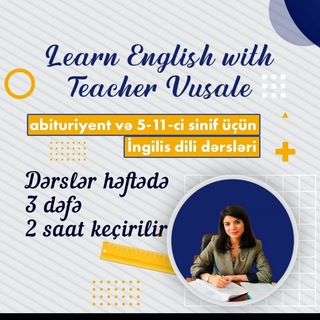 Learn English with
Teacher Vusale
abituriyent və 5-11-ci sinif üçün
İngilis dili dərsləri
Dərslər həftədə
3 dəfə
2 saat keçirilir